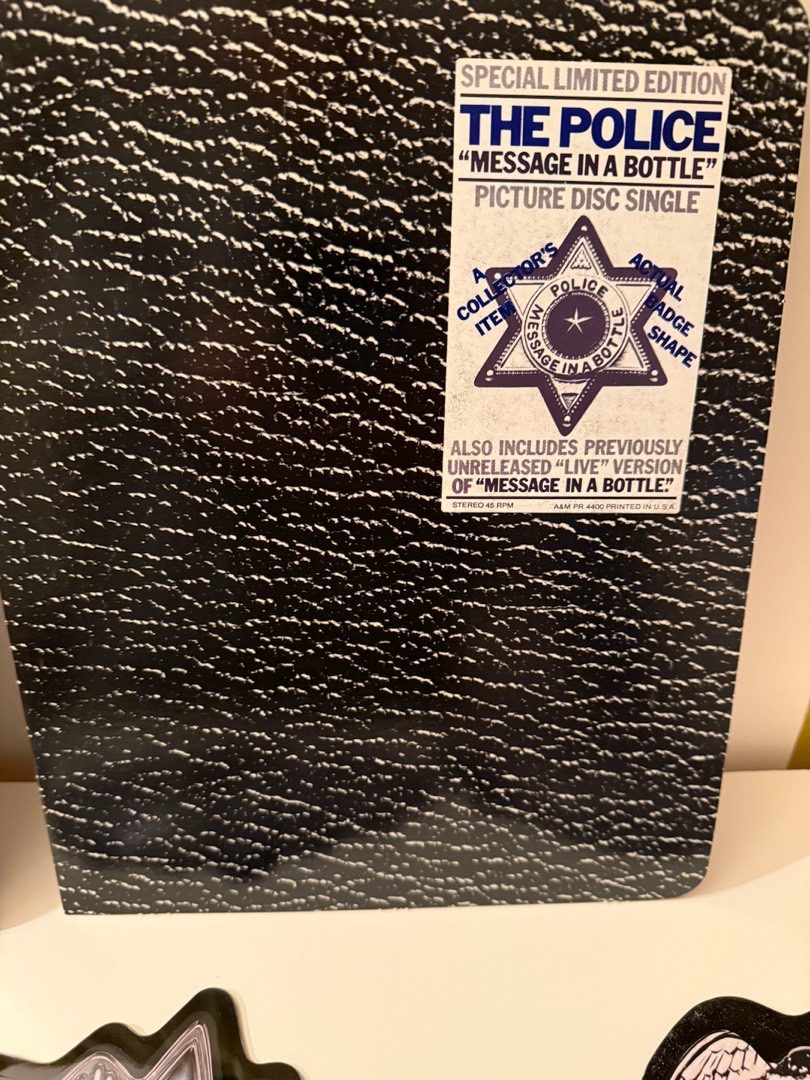 SPECIAL LIMITED EDITION
THE POLICE
“MESSAGE IN A BOTTLE”
PICTURE DISC SINGLE
A
COLLECTOR'S
ITEM
ACTUAL
BADGE
SHAPE
POLICE
MESSAGE IN A BOTTLE
ALSO INCLUDES PREVIOUSLY
UNRELEASED “LIVE” VERSION
OF “MESSAGE IN A BOTTLE.”
STEREO 45 RPM A&M PR 4400 PRINTED IN U.S.A.